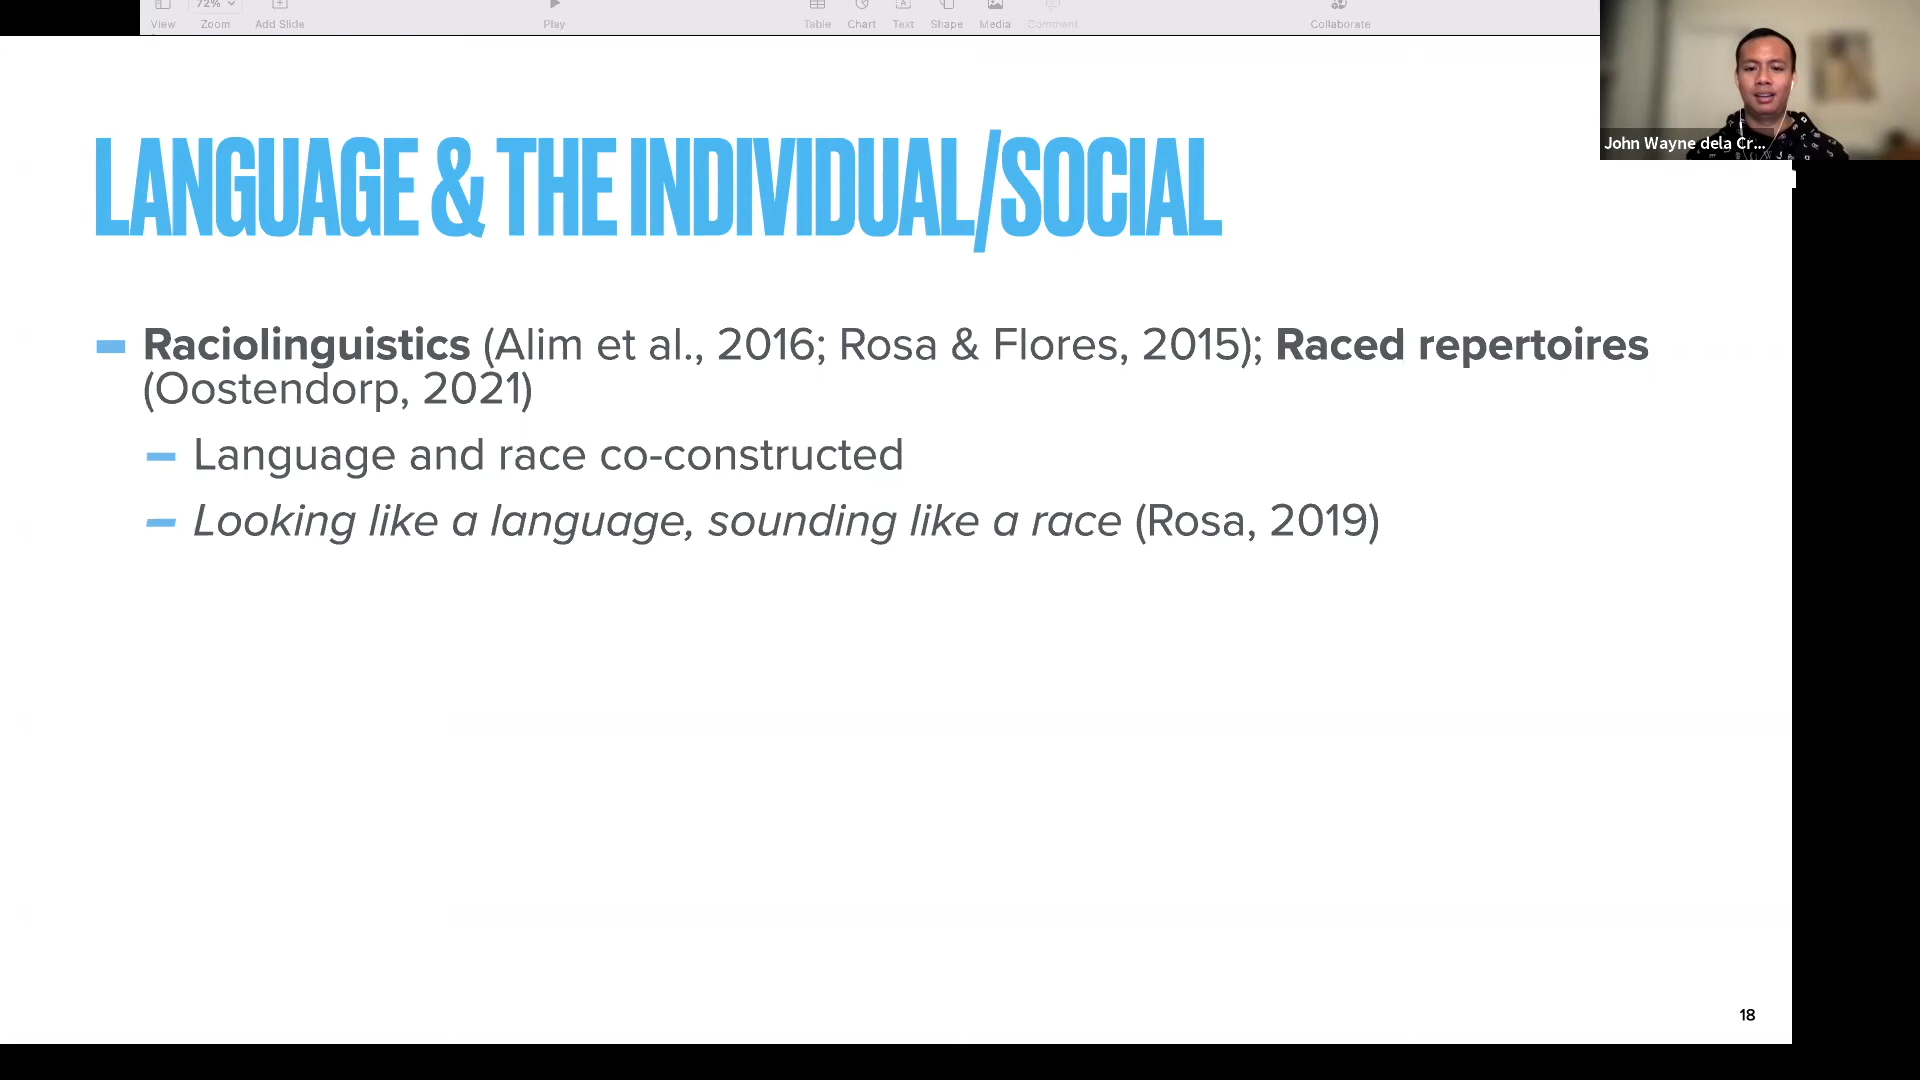 72%
View
Zoom
Add Slide
Play
Table
Chart
Text
Shape
Media
Comment
Collaborate
John Wayne dela Cr...
LANGUAGE & THE INDIVIDUAL/SOCIAL
Raciolinguistics (Alim et al., 2016; Rosa & Flores, 2015); Raced repertoires
(Oostendorp, 2021)
Language and race co-constructed
Looking like a language, sounding like a race (Rosa, 2019)
18